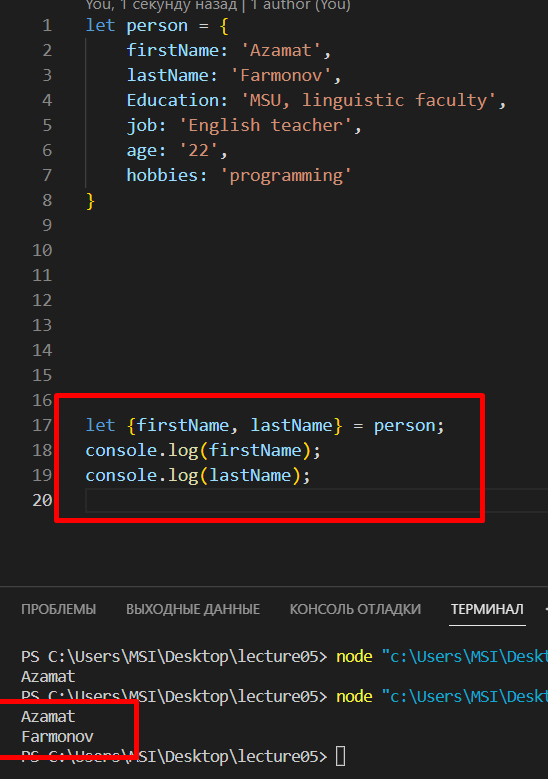 You, 1 секунду назад | 1 author (You)
1 let person = {
2 firstName: 'Azamat',
3 lastName: 'Farmonov',
4 Education: 'MSU, linguistic faculty',
5 job: 'English teacher',
6 age: '22',
7 hobbies: 'programming'
8 }
9
10
11
12
13
14
15
16
17 let {firstName, lastName} = person;
18 console.log(firstName);
19 console.log(lastName);
20
ПРОБЛЕМЫ ВЫХОДНЫЕ ДАННЫЕ КОНСОЛЬ ОТЛАДКИ ТЕРМИНАЛ
PS C:\Users\MSI\Desktop\lecture05> node "c:\Users\MSI\Deskt
Azamat
PS C:\Users\MSI\Desktop\lecture05> node "c:\Users\MSI\Deskt
Azamat
Farmonov
PS C:\Users\MSI\Desktop\lecture05>